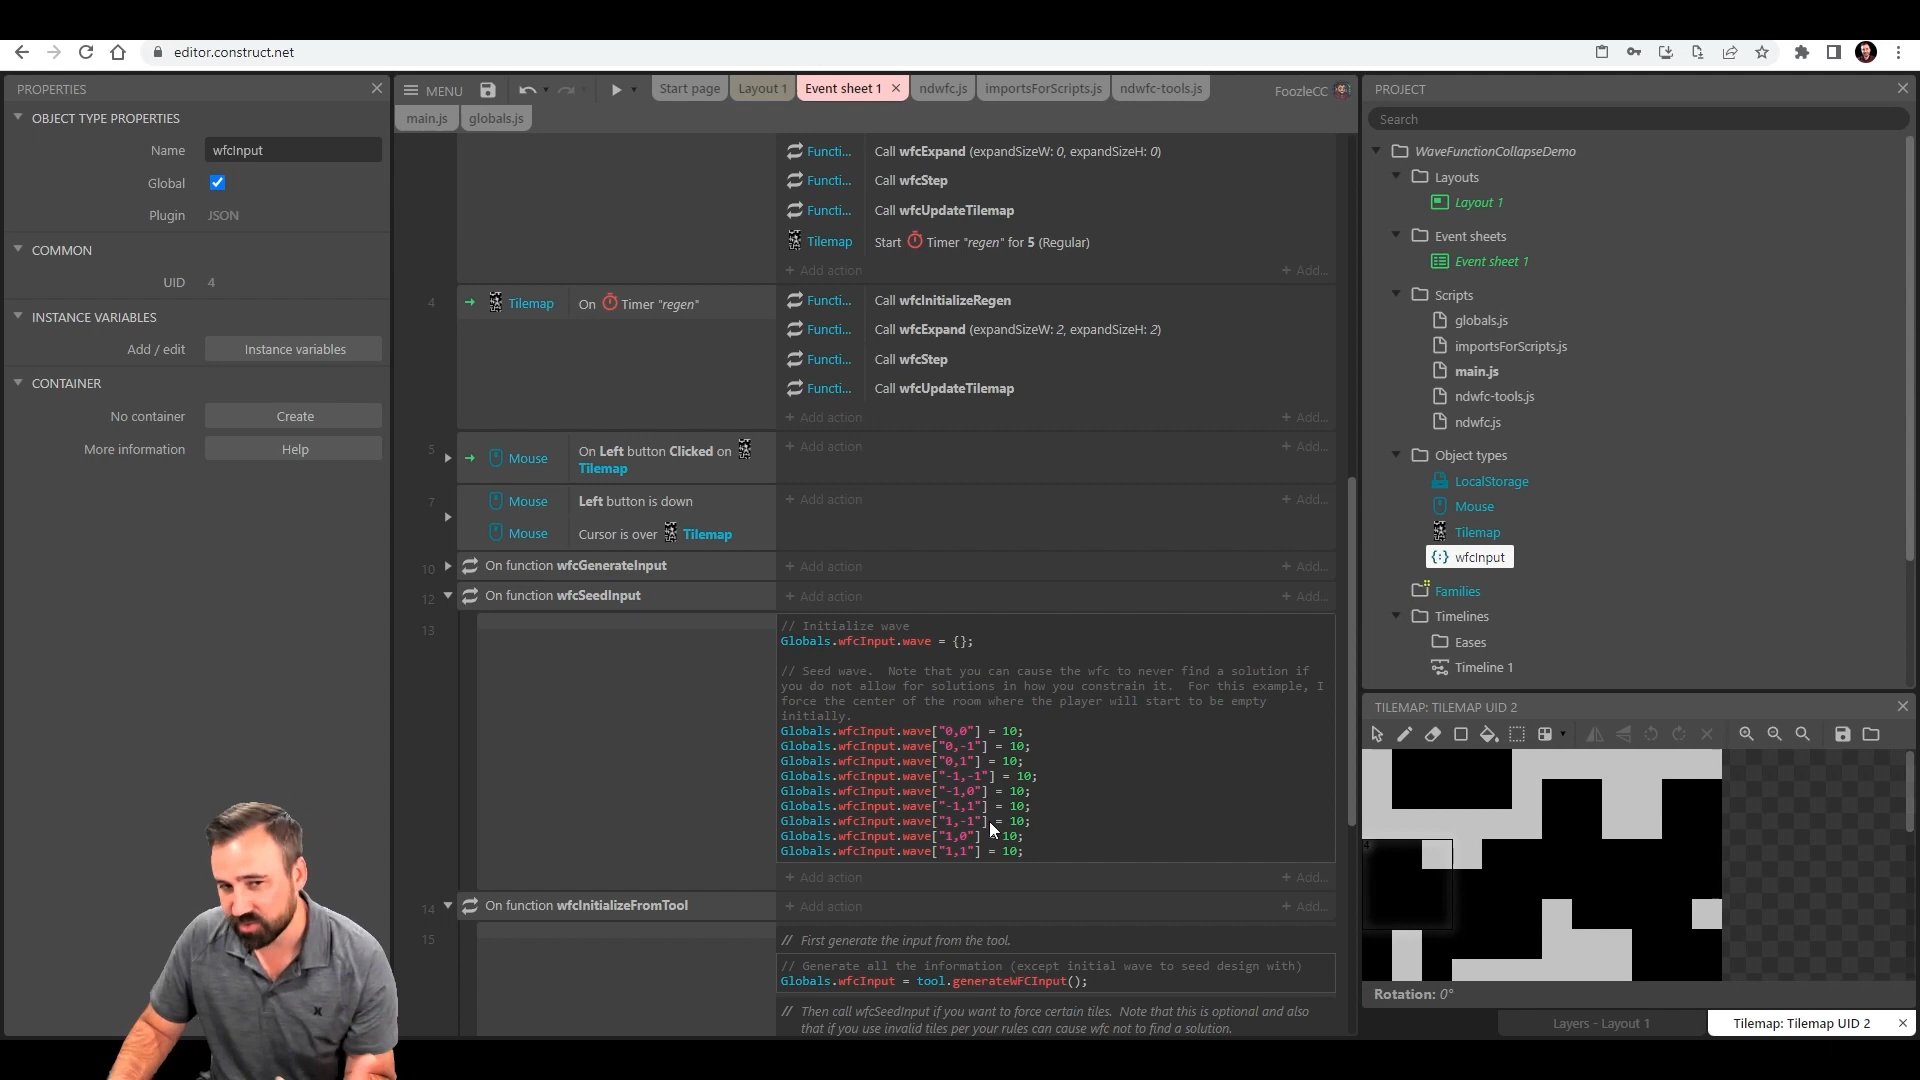 editor.construct.net
PROPERTIES
OBJECT TYPE PROPERTIES
Name
wfcInput
Global
Plugin
JSON
COMMON
UID
4
INSTANCE VARIABLES
Add / edit
Instance variables
CONTAINER
No container
Create
More information
Help
MENU
Start page
Layout 1
Event sheet 1
ndwfc.js
importsForScripts.js
ndwfc-tools.js
FoozleCC
main.js
globals.js
Functi... Call wfcExpand (expandSizeW: 0, expandSizeH: 0)
Functi... Call wfcStep
Functi... Call wfcUpdateTilemap
Tilemap Start Timer "regen" for 5 (Regular)
+ Add action + Add...
4 Tilemap On Timer "regen"
Functi... Call wfcInitializeRegen
Functi... Call wfcExpand (expandSizeW: 2, expandSizeH: 2)
Functi... Call wfcStep
Functi... Call wfcUpdateTilemap
+ Add action + Add...
5 Mouse On Left button Clicked on
Tilemap
+ Add action + Add...
7 Mouse Left button is down
+ Add action + Add...
Mouse Cursor is over Tilemap
10 On function wfcGenerateInput + Add action + Add...
12 On function wfcSeedInput + Add action + Add...
13
// Initialize wave
Globals.wfcInput.wave = {};
// Seed wave. Note that you can cause the wfc to never find a solution if
you do not allow for solutions in how you constrain it. For this example, I
force the center of the room where the player will start to be empty
initially.
Globals.wfcInput.wave["0,0"] = 10;
Globals.wfcInput.wave["0,-1"] = 10;
Globals.wfcInput.wave["0,1"] = 10;
Globals.wfcInput.wave["-1,-1"] = 10;
Globals.wfcInput.wave["-1,0"] = 10;
Globals.wfcInput.wave["-1,1"] = 10;
Globals.wfcInput.wave["1,-1"] = 10;
Globals.wfcInput.wave["1,0"] = 10;
Globals.wfcInput.wave["1,1"] = 10;
+ Add action + Add...
14 On function wfcInitializeFromTool + Add action + Add...
15
// First generate the input from the tool.
// Generate all the information (except initial wave to seed design with)
Globals.wfcInput = tool.generateWFCInput();
// Then call wfcSeedInput if you want to force certain tiles. Note that this is optional and also
that if you use invalid tiles per your rules can cause wfc not to find a solution.
PROJECT
Search
WaveFunctionCollapseDemo
Layouts
Layout 1
Event sheets
Event sheet 1
Scripts
globals.js
importsForScripts.js
main.js
ndwfc-tools.js
ndwfc.js
Object types
LocalStorage
Mouse
Tilemap
wfcInput
Families
Timelines
Eases
Timeline 1
TILEMAP: TILEMAP UID 2
4
Rotation: 0°
Layers - Layout 1
Tilemap: Tilemap UID 2